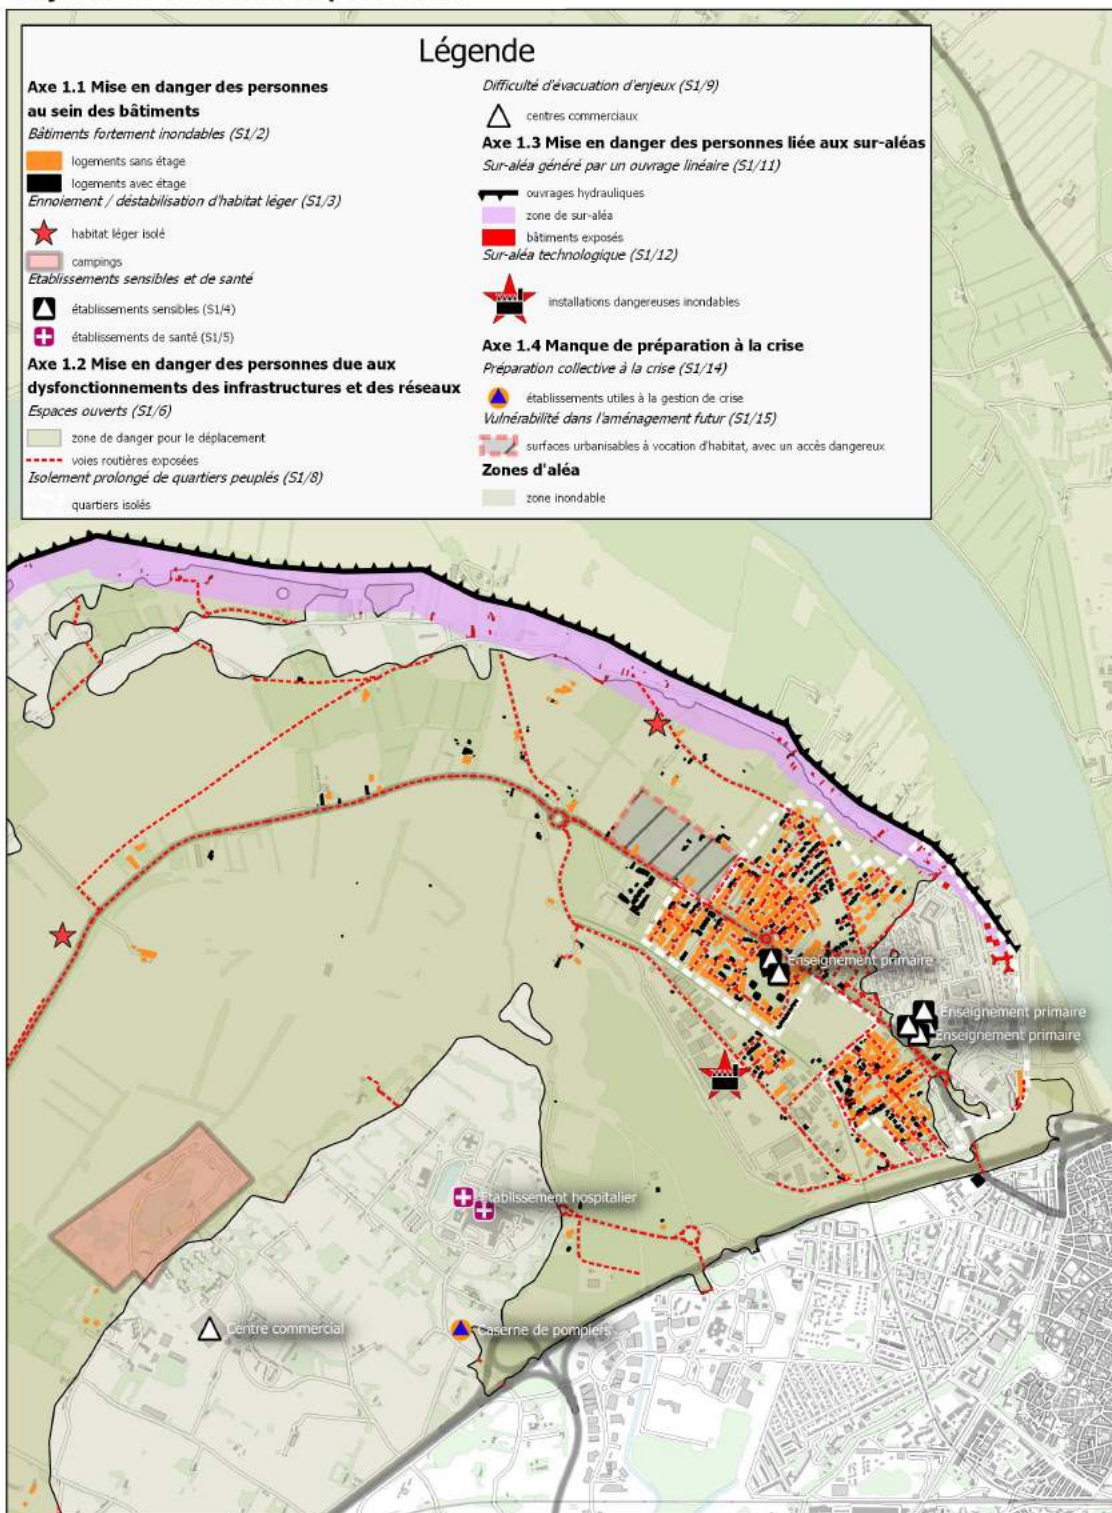 Légende
Axe 1.1 Mise en danger des personnes
au sein des bâtiments
Bâtiments fortement inondables (S1/2)
logements sans étage
logements avec étage
Ennoiement / déstabilisation d'habitat léger (S1/3)
habitat léger isolé
campings
Etablissements sensibles et de santé
établissements sensibles (S1/4)
établissements de santé (S1/5)
Axe 1.2 Mise en danger des personnes due aux
dysfonctionnements des infrastructures et des réseaux
Espaces ouverts (S1/6)
zone de danger pour le déplacement
voies routières exposées
Isolement prolongé de quartiers peuplés (S1/8)
quartiers isolés
Difficulté d'évacuation d'enjeux (S1/9)
centres commerciaux
Axe 1.3 Mise en danger des personnes liée aux sur-aléas
Sur-aléa généré par un ouvrage linéaire (S1/11)
ouvrages hydrauliques
zone de sur-aléa
bâtiments exposés
Sur-aléa technologique (S1/12)
installations dangereuses inondables
Axe 1.4 Manque de préparation à la crise
Préparation collective à la crise (S1/14)
établissements utiles à la gestion de crise
Vulnérabilité dans l'aménagement futur (S1/15)
surfaces urbanisables à vocation d'habitat, avec un accès dangereux
Zones d'aléa
zone inondable
Enseignement primaire
Enseignement primaire
Enseignement primaire
Etablissement hospitalier
Centre commercial
Caserne de pompiers